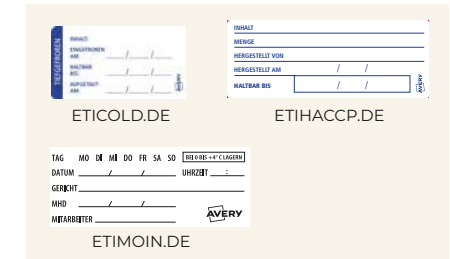 TIEFGEFROREN
INHALT
EINGEFROREN
AM / /
HALTBAR
BIS / /
AUFGETAUT
AM / /
AVERY
ETICOLD.DE
INHALT
MENGE
HERGESTELLT VON
HERGESTELLT AM / /
HALTBAR BIS / /
AVERY
ETIHACCP.DE
TAG MO DI MI DO FR SA SO BEI 0 BIS +4° C LAGERN
DATUM / / UHRZEIT :
GERICHT
MHD / /
MITARBEITER
AVERY
ETIMOIN.DE